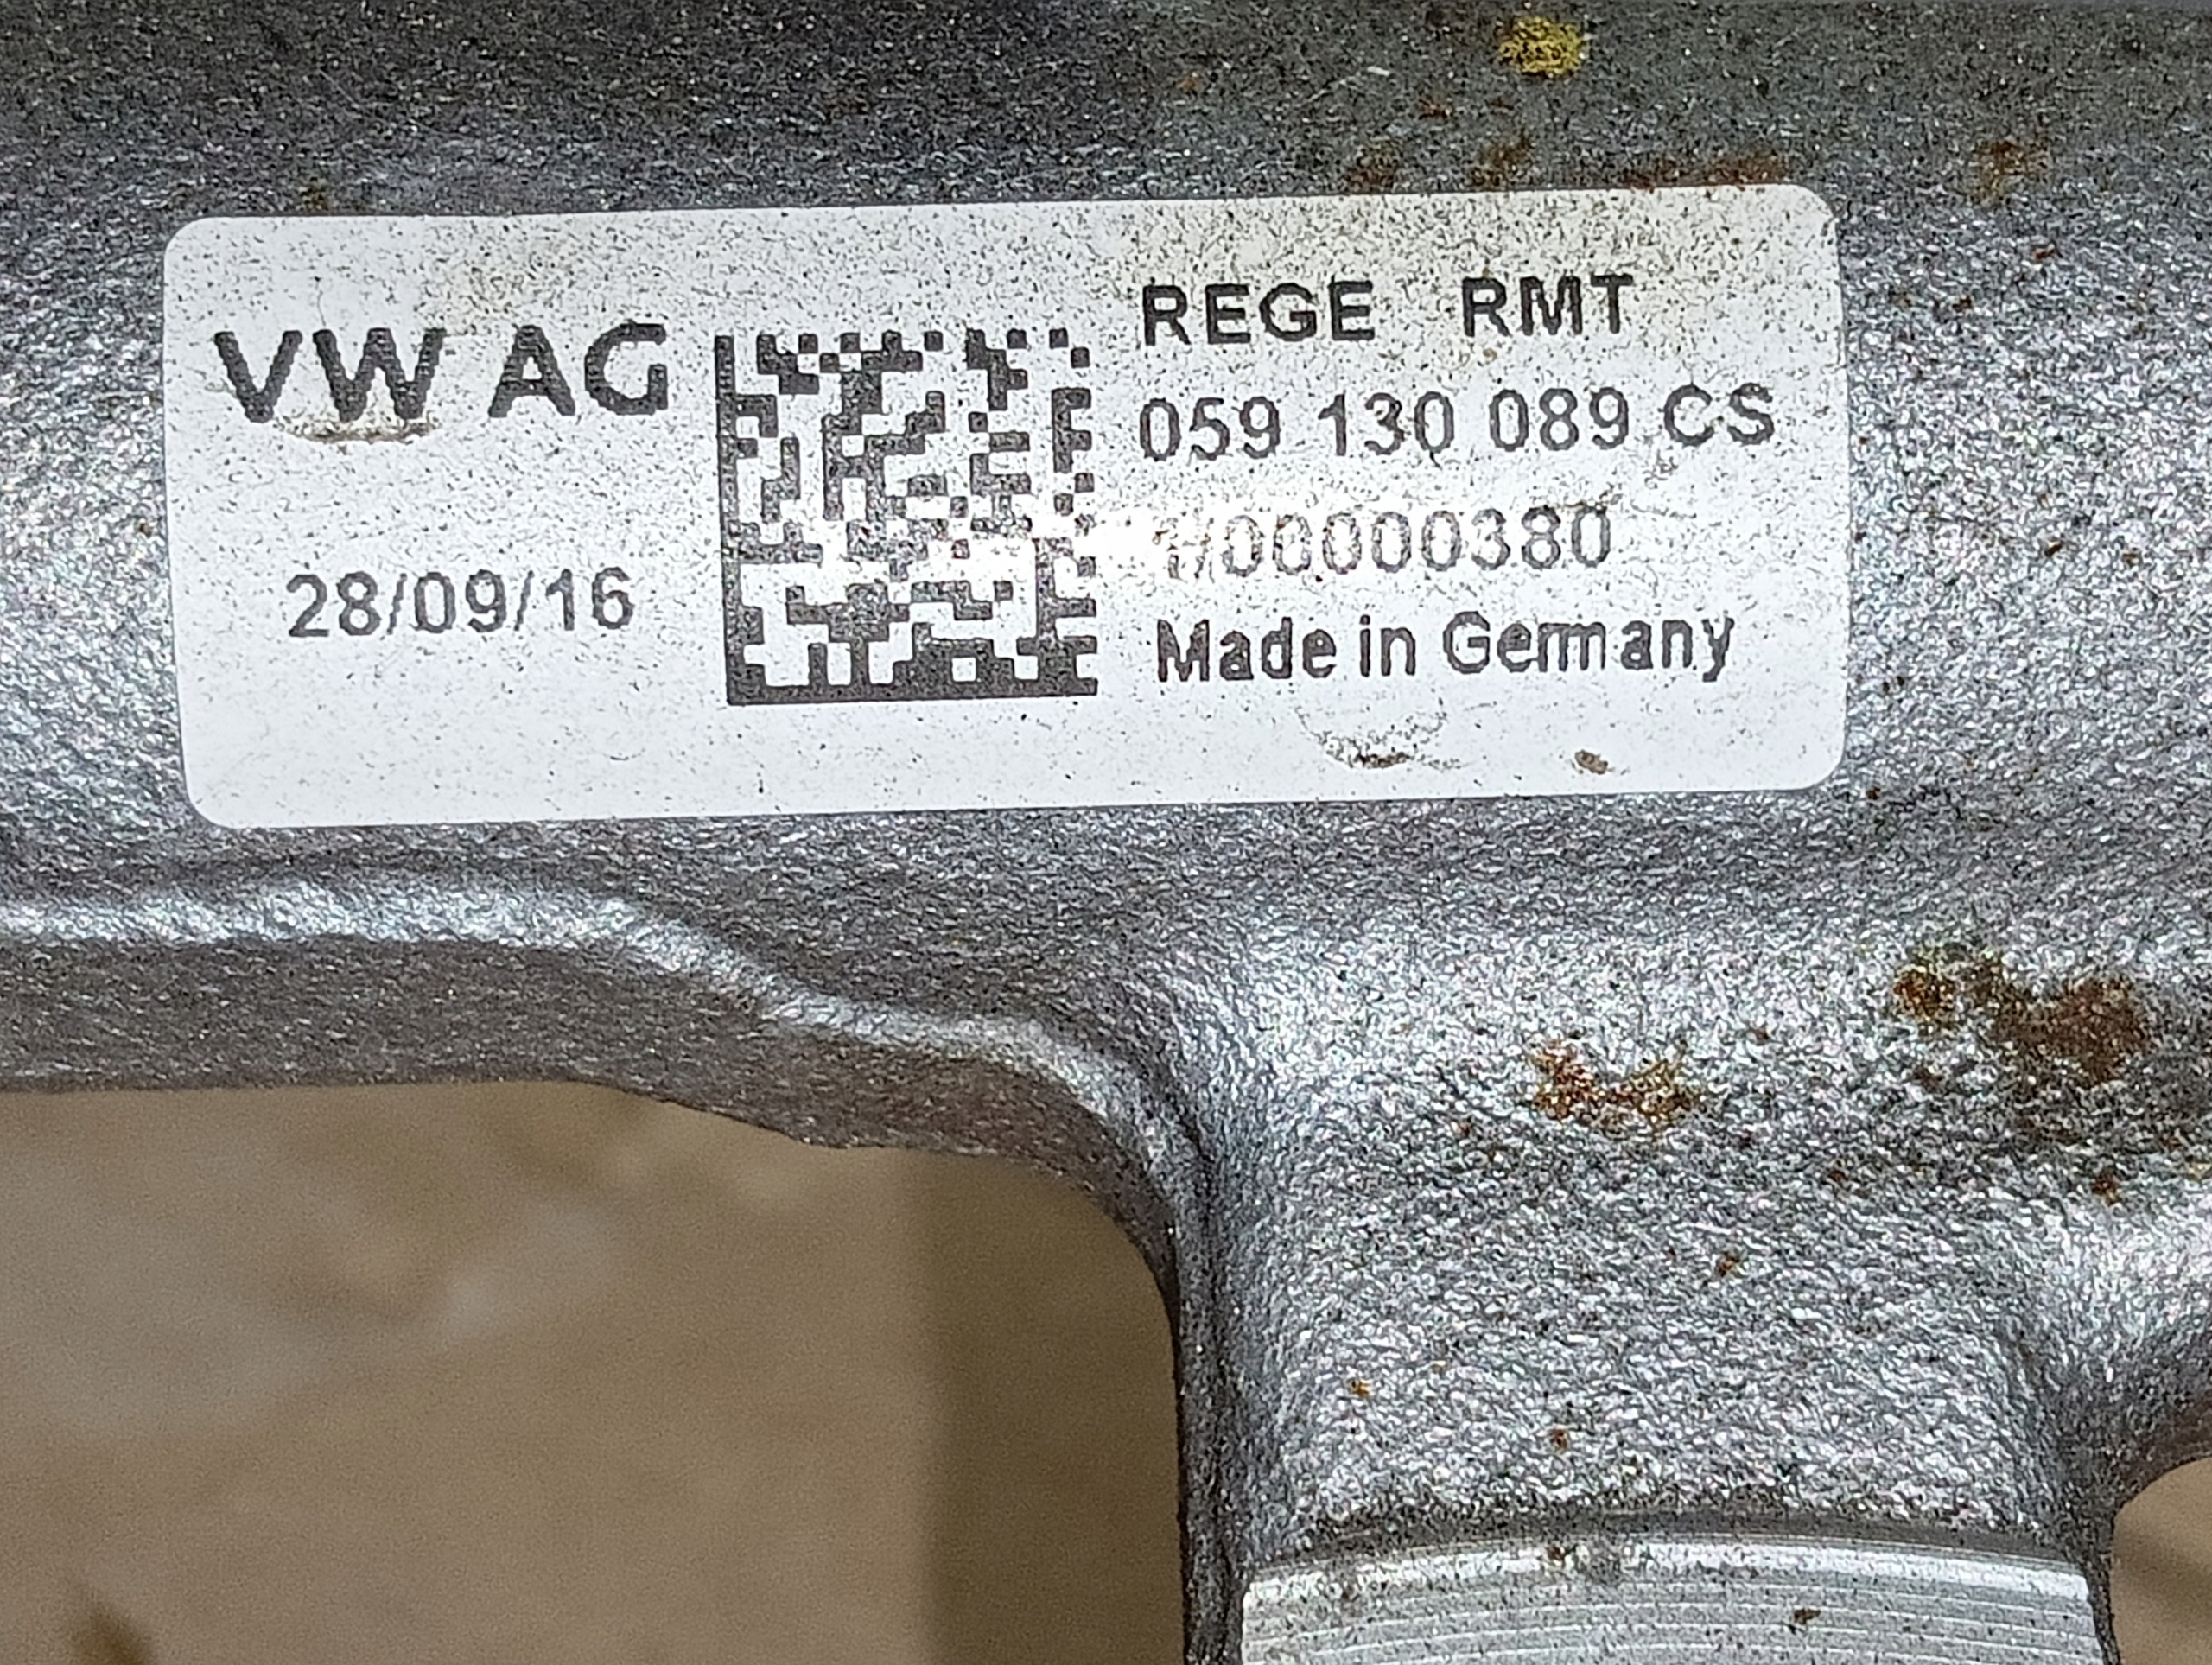 VW AG
28/09/16
REGE RMT
059 130 089 CS
Made in Germany